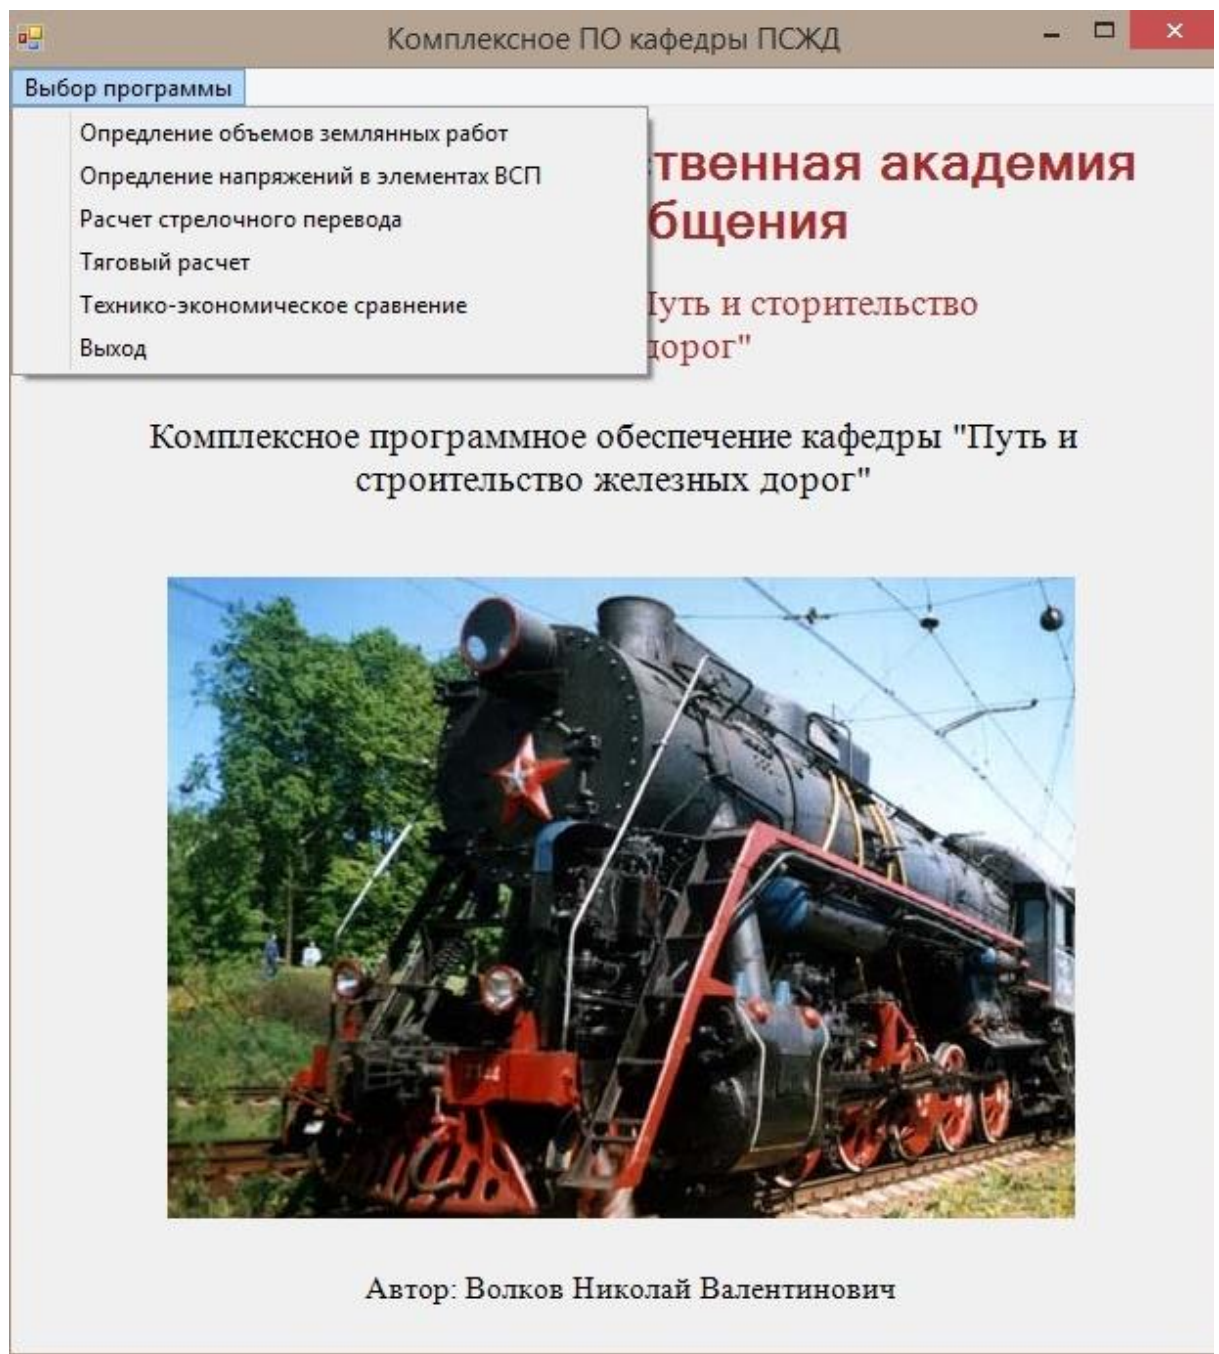 Комплексное ПО кафедры ПСЖД
Выбор программы
Опредление объемов землянных работ
Опредление напряжений в элементах ВСП
Расчет стрелочного перевода
Тяговый расчет
Технико-экономическое сравнение
Выход
твенная академия
бщения
уть и сторительство
дорог"
Комплексное программное обеспечение кафедры "Путь и
строительство железных дорог"
Автор: Волков Николай Валентинович